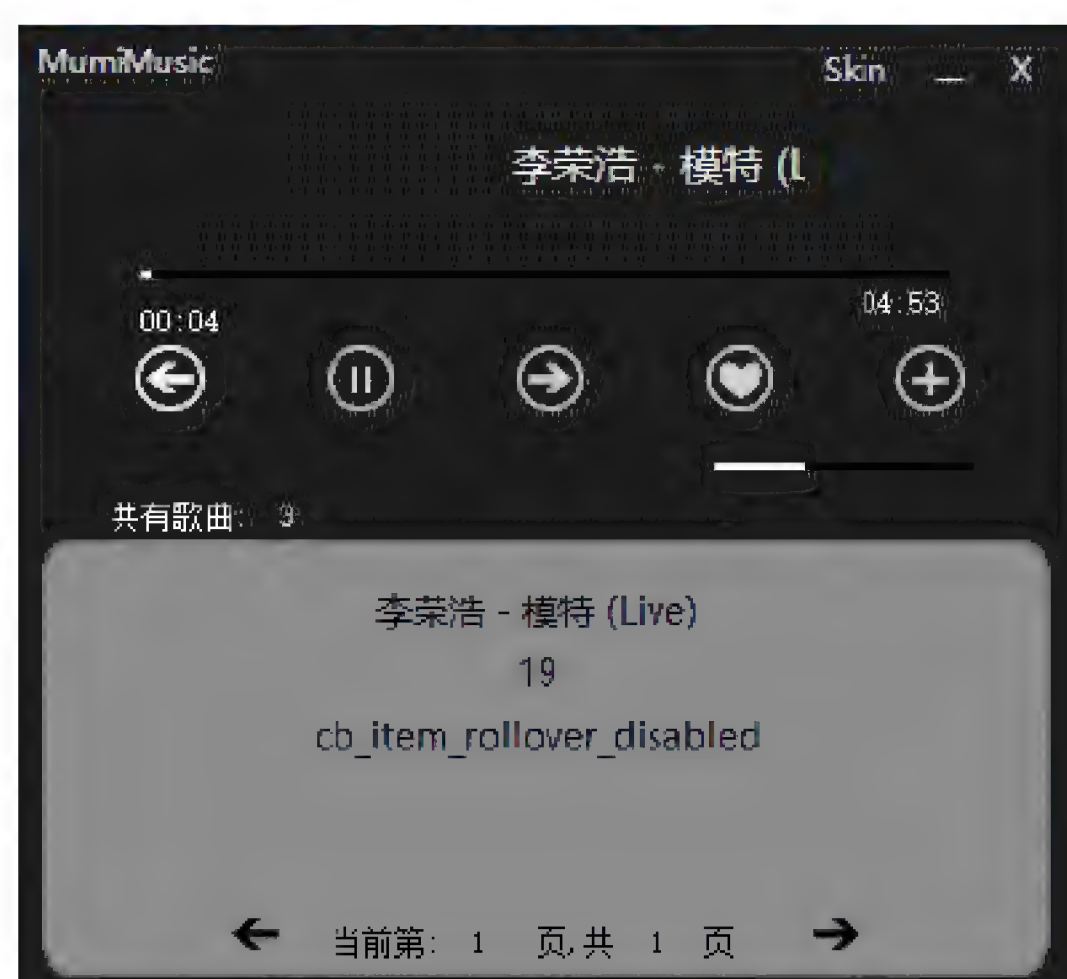 MumiMusic
Skin — X
李荣浩 - 模特 (L
00:04
04:53
共有歌曲: 3
李荣浩 - 模特 (Live)
19
cb_item_rollover_disabled
当前第: 1 页,共 1 页